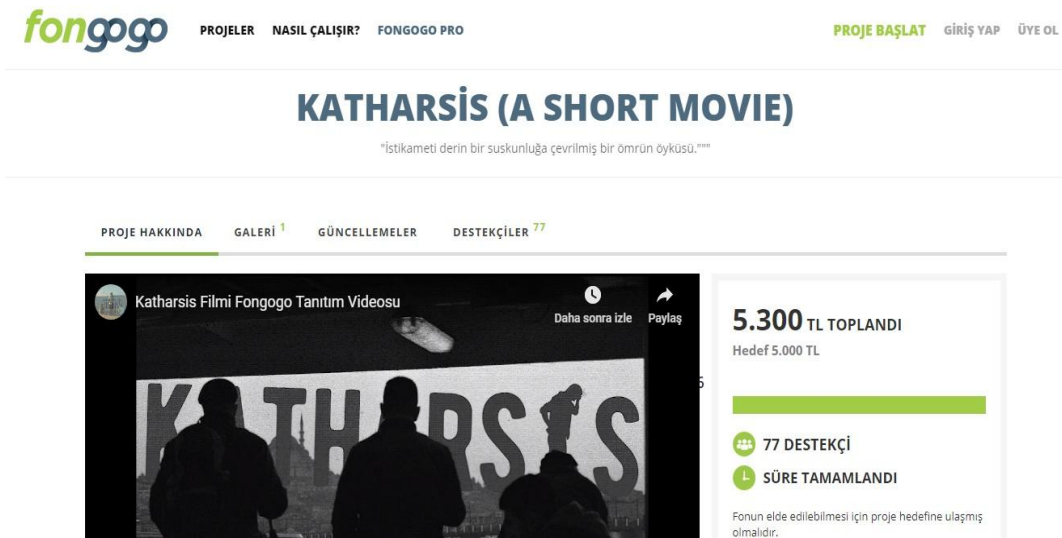 fongogo
PROJELER NASIL ÇALIŞIR? FONGOGO PRO
PROJE BAŞLAT GİRİŞ YAP ÜYE OL
KATHARSİS (A SHORT MOVIE)
"İstikameti derin bir suskunluğa çevrilmiş bir ömrün öyküsü."""
PROJE HAKKINDA GALERİ 1 GÜNCELLEMELER DESTEKÇİLER 77
Katharsis Filmi Fongogo Tanıtım Videosu
Daha sonra izle Paylaş
KATHARSIS
5.300 TL TOPLANDI
Hedef 5.000 TL
77 DESTEKÇİ
SÜRE TAMAMLANDI
Fonun elde edilebilmesi için proje hedefine ulaşmış
olmalıdır.